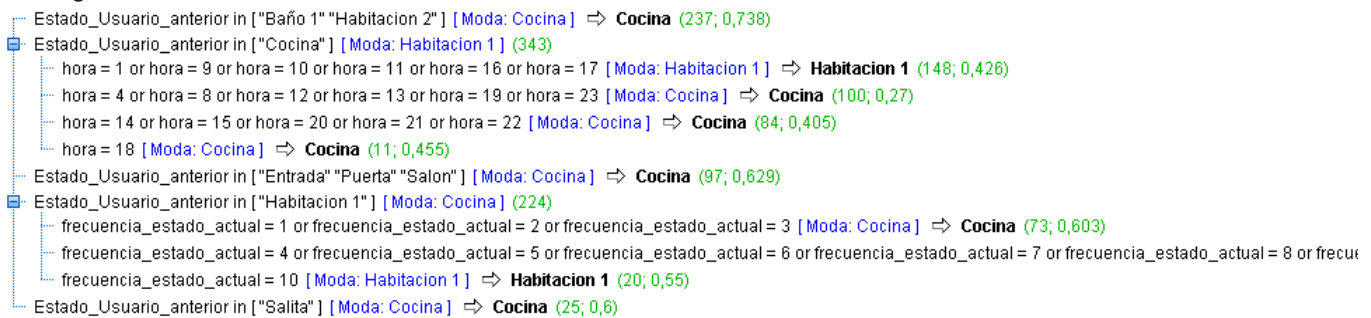 Estado_Usuario_anterior in ["Baño 1" "Habitacion 2"] [Moda: Cocina] ⇨ Cocina (237; 0,738)
Estado_Usuario_anterior in ["Cocina"] [Moda: Habitacion 1] (343)
hora = 1 or hora = 9 or hora = 10 or hora = 11 or hora = 16 or hora = 17 [Moda: Habitacion 1] ⇨ Habitacion 1 (148; 0,426)
hora = 4 or hora = 8 or hora = 12 or hora = 13 or hora = 19 or hora = 23 [Moda: Cocina] ⇨ Cocina (100; 0,27)
hora = 14 or hora = 15 or hora = 20 or hora = 21 or hora = 22 [Moda: Cocina] ⇨ Cocina (84; 0,405)
hora = 18 [Moda: Cocina] ⇨ Cocina (11; 0,455)
Estado_Usuario_anterior in ["Entrada" "Puerta" "Salon"] [Moda: Cocina] ⇨ Cocina (97; 0,629)
Estado_Usuario_anterior in ["Habitacion 1"] [Moda: Cocina] (224)
frecuencia_estado_actual = 1 or frecuencia_estado_actual = 2 or frecuencia_estado_actual = 3 [Moda: Cocina] ⇨ Cocina (73; 0,603)
frecuencia_estado_actual = 4 or frecuencia_estado_actual = 5 or frecuencia_estado_actual = 6 or frecuencia_estado_actual = 7 or frecuencia_estado_actual = 8 or frecue
frecuencia_estado_actual = 10 [Moda: Habitacion 1] ⇨ Habitacion 1 (20; 0,55)
Estado_Usuario_anterior in ["Salita"] [Moda: Cocina] ⇨ Cocina (25; 0,6)